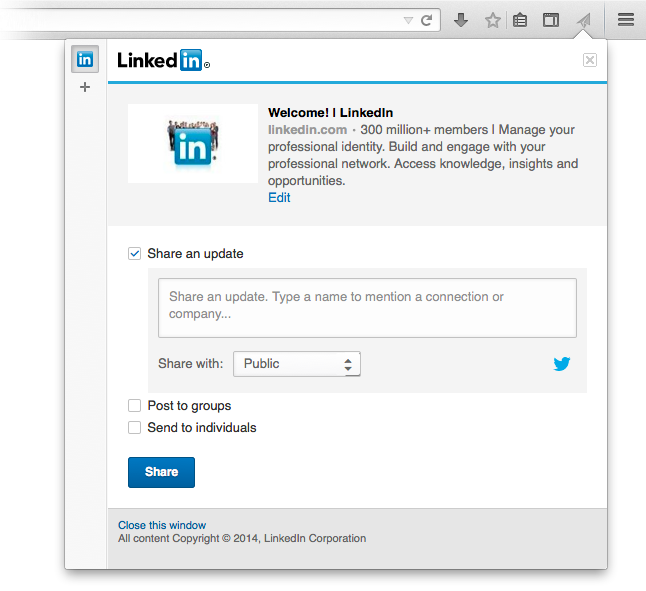 in
Linked in ®
Welcome! | LinkedIn
linkedin.com · 300 million+ members | Manage your
professional identity. Build and engage with your
professional network. Access knowledge, insights and
opportunities.
in
Edit
Share an update
Share an update. Type a name to mention a connection or
company...
Share with: Public
Post to groups
Send to individuals
Share
Close this window
All content Copyright © 2014, LinkedIn Corporation